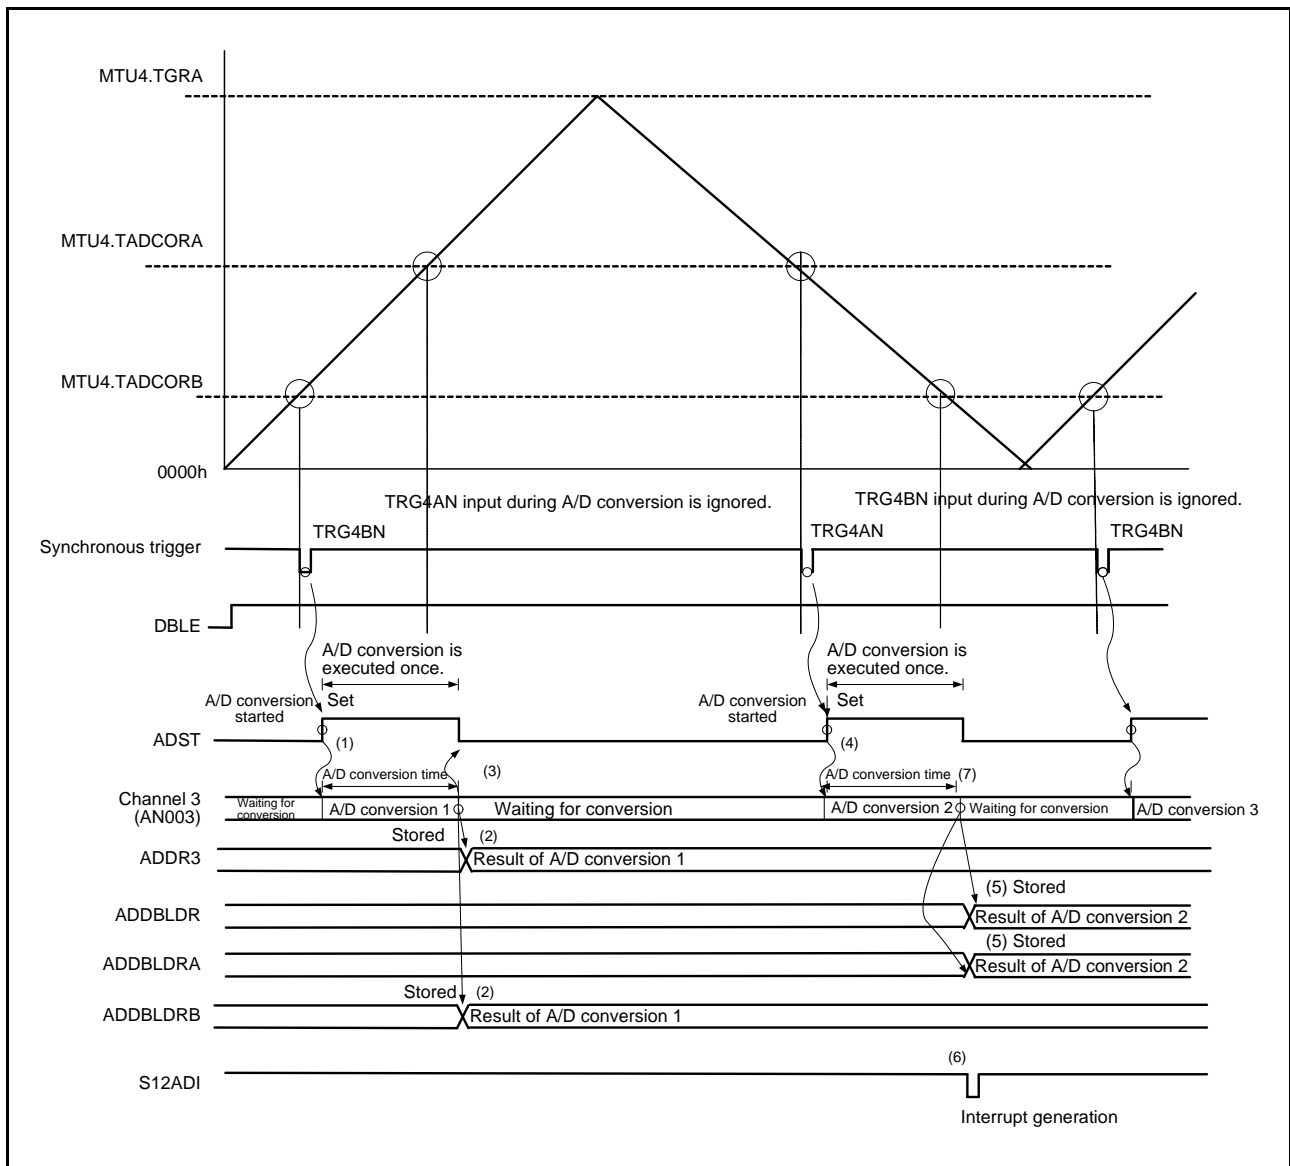 MTU4.TGRA
MTU4.TADCORA
MTU4.TADCORB
0000h
TRG4AN input during A/D conversion is ignored.
TRG4BN input during A/D conversion is ignored.
TRG4BN
TRG4AN
TRG4BN
Synchronous trigger
DBLE
A/D conversion is
executed once.
A/D conversion is
executed once.
A/D conversion
started
Set
A/D conversion
started
Set
ADST
(1)
(4)
A/D conversion time
(3)
A/D conversion time
(7)
Channel 3
(AN003)
Waiting for
conversion
A/D conversion 1
Waiting for conversion
A/D conversion 2
Waiting for conversion
A/D conversion 3
Stored
(2)
ADDR3
Result of A/D conversion 1
(5) Stored
ADDBLDR
Result of A/D conversion 2
(5) Stored
ADDBLDRA
Result of A/D conversion 2
Stored
(2)
ADDBLDRB
Result of A/D conversion 1
(6)
S12ADI
Interrupt generation